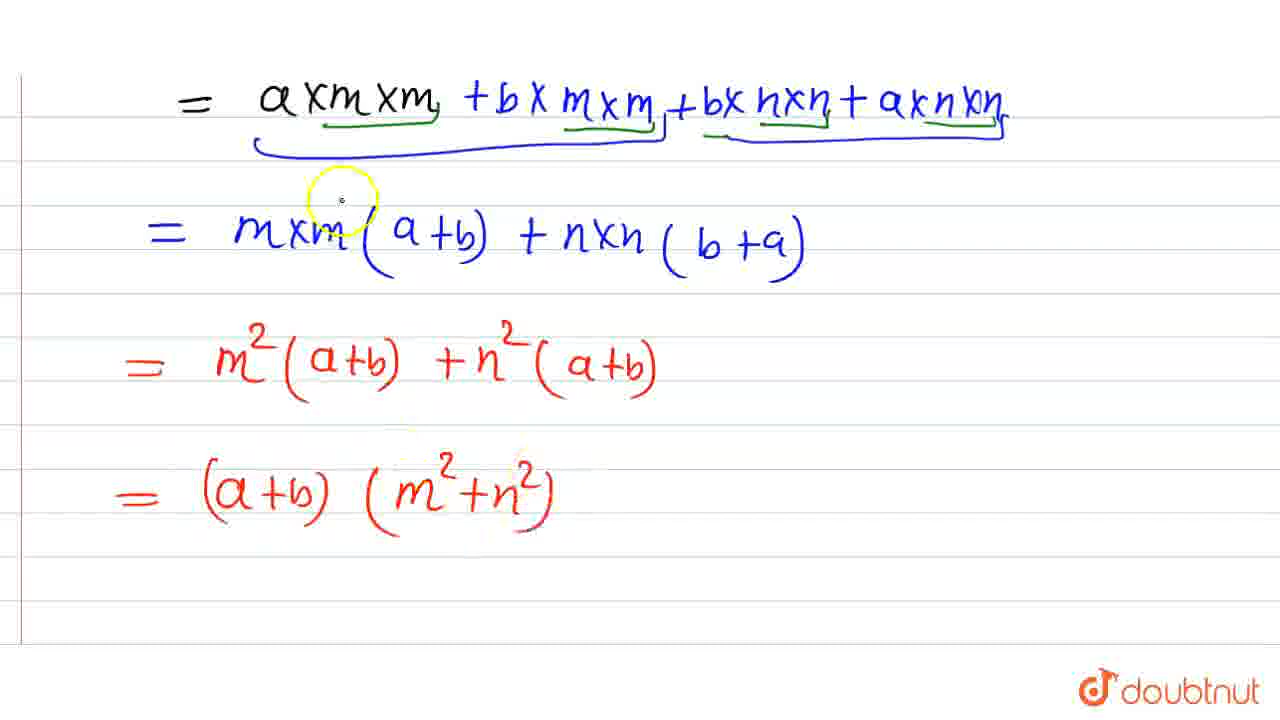 = a×m×m +b×m×m+b×n×n+a×n×n
= m×m(a+b) +n×n(b+a)
= m²(a+b) +n²(a+b)
= (a+b) (m²+n²)
doubtnut